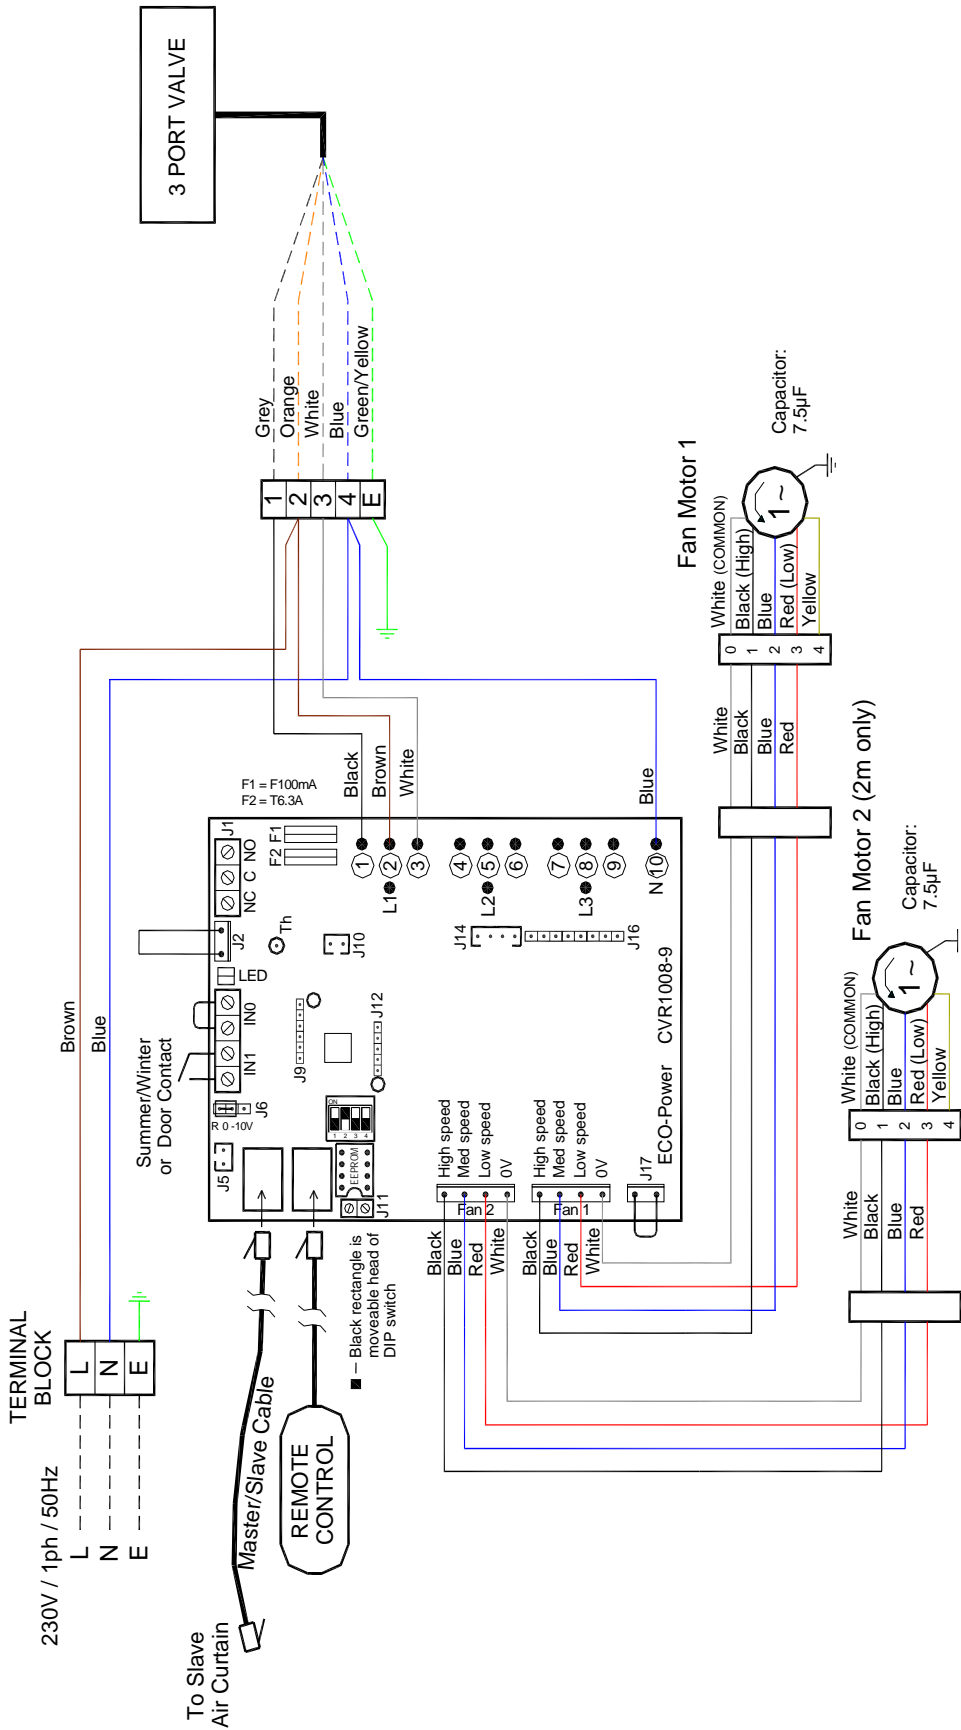 230V / 1ph / 50Hz
L
N
E
TERMINAL
BLOCK
L
N
E
Brown
Blue
3 PORT VALVE
Grey
Orange
White
Blue
Green/Yellow
1
2
3
4
E
To Slave
Air Curtain
Master/Slave Cable
REMOTE
CONTROL
Black rectangle is
moveable head of
DIP switch
Summer/Winter
or Door Contact
J5
R 0 -10V
J6
IN1
IN0
LED
J2
NC C NO
J1
F1 = F100mA
F2 = T6.3A
F2 F1
Th
J10
J9
J12
ON
1 2 3 4
EEPROM
J11
Black
Brown
White
Blue
1
2
3
4
5
6
7
8
9
N 10
L1
L2
L3
J14
J16
ECO-Power CVR1008-9
High speed
Med speed
Low speed
0V
Fan 2
High speed
Med speed
Low speed
0V
Fan 1
J17
Black
Blue
Red
White
Black
Blue
Red
White
Fan Motor 1
White
Black
Blue
Red
0
1
2
3
4
White (COMMON)
Black (High)
Blue
Red (Low)
Yellow
1 ~
Capacitor:
7.5µF
Fan Motor 2 (2m only)
White
Black
Blue
Red
0
1
2
3
4
White (COMMON)
Black (High)
Blue
Red (Low)
Yellow
1 ~
Capacitor:
7.5µF